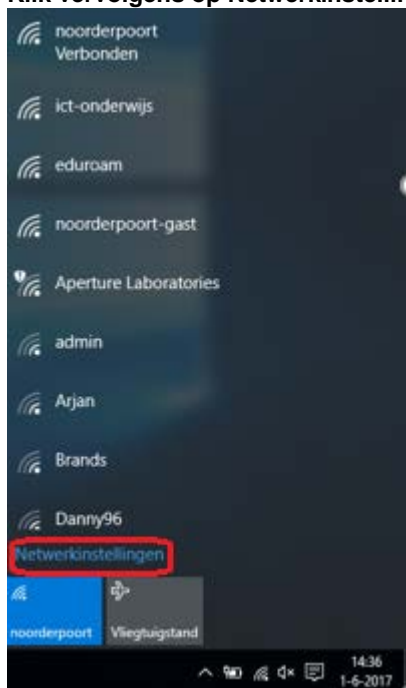 noorderpoort
Verbonden
ict-onderwijs
eduroam
noorderpoort-gast
Aperture Laboratories
admin
Arjan
Brands
Danny96
Netwerkinstellingen
noorderpoort
Vliegtuigstand
14:36
1-6-2017